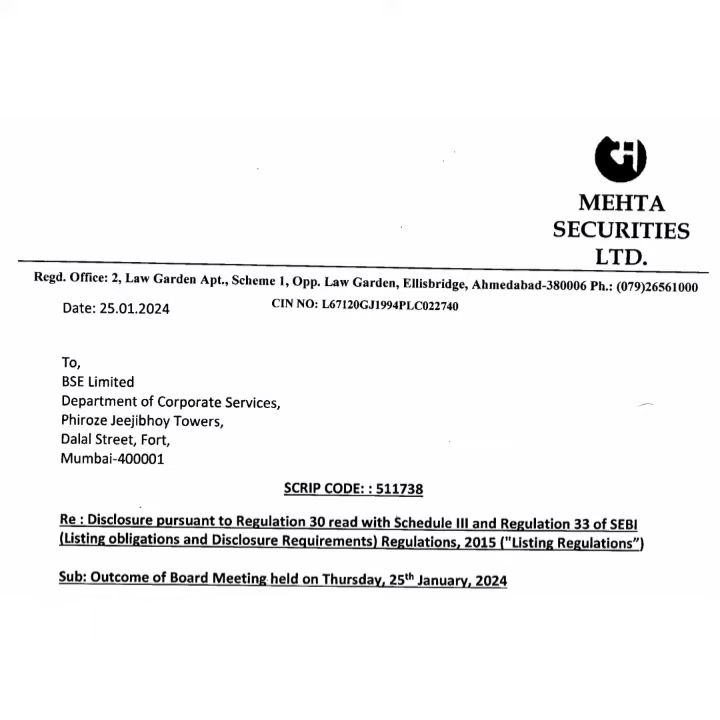 MEHTA
SECURITIES
LTD.
Regd. Office: 2, Law Garden Apt., Scheme 1, Opp. Law Garden, Ellisbridge, Ahmedabad-380006 Ph.: (079)26561000
CIN NO: L67120GJ1994PLC022740
Date: 25.01.2024
To,
BSE Limited
Department of Corporate Services,
Phiroze Jeejibhoy Towers,
Dalal Street, Fort,
Mumbai-400001
SCRIP CODE: : 511738
Re : Disclosure pursuant to Regulation 30 read with Schedule III and Regulation 33 of SEBI
(Listing obligations and Disclosure Requirements) Regulations, 2015 ("Listing Regulations")
Sub: Outcome of Board Meeting held on Thursday, 25th January, 2024